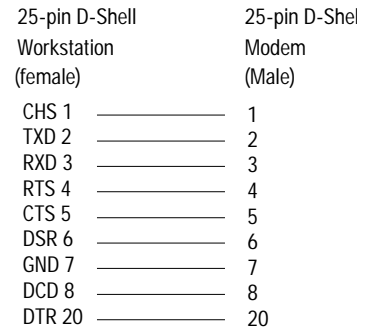 25-pin D-Shell 25-pin D-Shel
Workstation Modem
(female) (Male)
CHS 1 1
TXD 2 2
RXD 3 3
RTS 4 4
CTS 5 5
DSR 6 6
GND 7 7
DCD 8 8
DTR 20 20